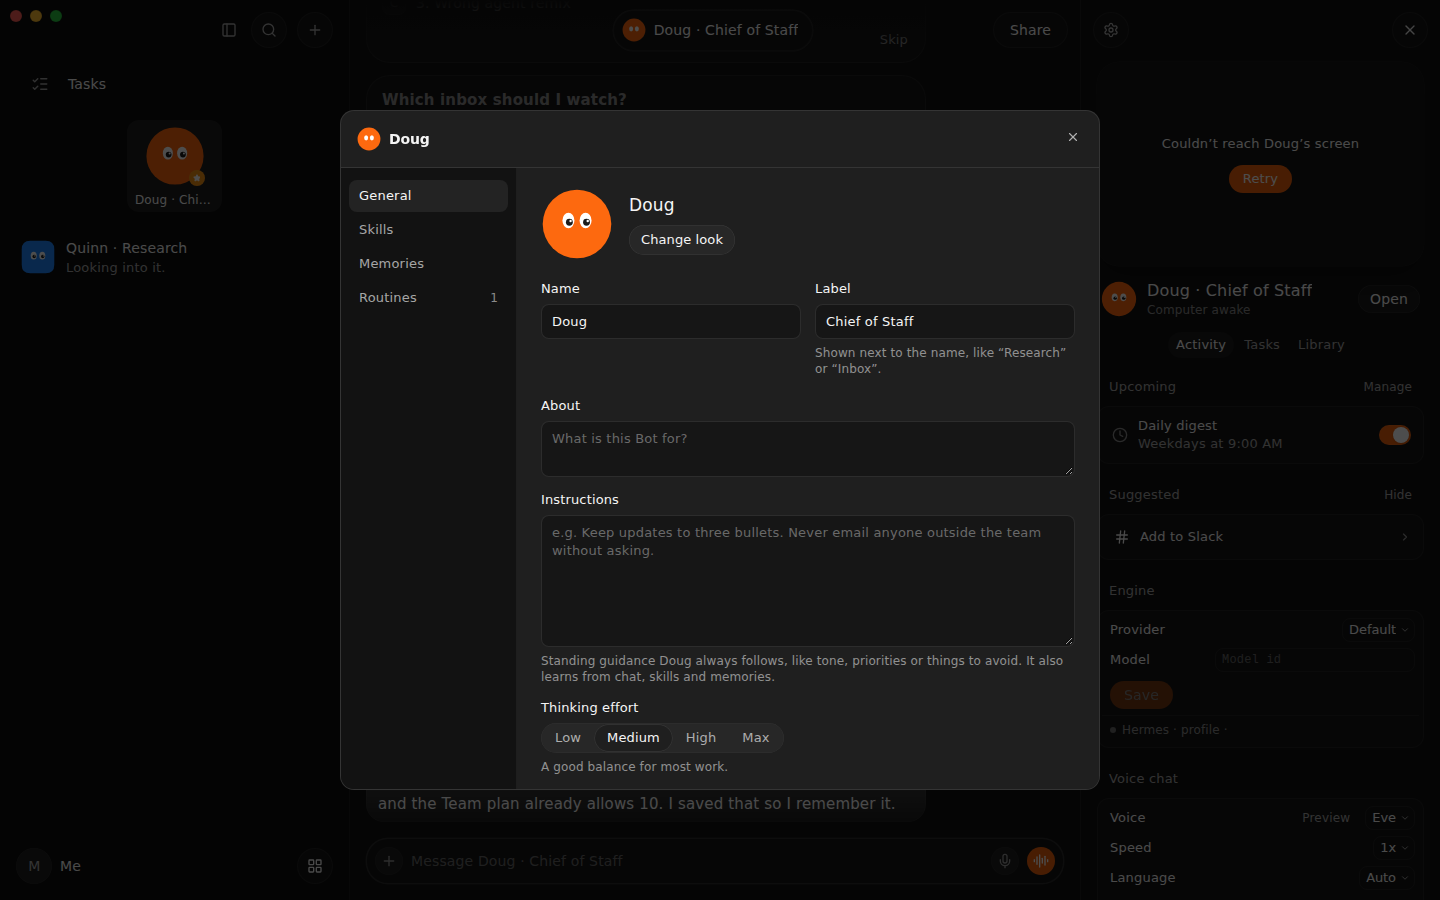 Tasks
Doug · Chi...
Quinn · Research
Looking into it.
M
Me
Doug · Chief of Staff
Skip
Share
Which inbox should I watch?
Doug
General
Skills
Memories
Routines 1
Doug
Change look
Name
Label
Doug
Chief of Staff
Shown next to the name, like “Research”
or “Inbox”.
About
What is this Bot for?
Instructions
e.g. Keep updates to three bullets. Never email anyone outside the team
without asking.
Standing guidance Doug always follows, like tone, priorities or things to avoid. It also
learns from chat, skills and memories.
Thinking effort
Low Medium High Max
A good balance for most work.
and the Team plan already allows 10. I saved that so I remember it.
Message Doug · Chief of Staff
Couldn’t reach Doug’s screen
Retry
Doug · Chief of Staff
Computer awake
Open
Activity Tasks Library
Upcoming Manage
Daily digest
Weekdays at 9:00 AM
Suggested Hide
Add to Slack
Engine
Provider Default
Model Model id
Save
Hermes · profile ·
Voice chat
Voice Preview Eve
Speed 1x
Language Auto